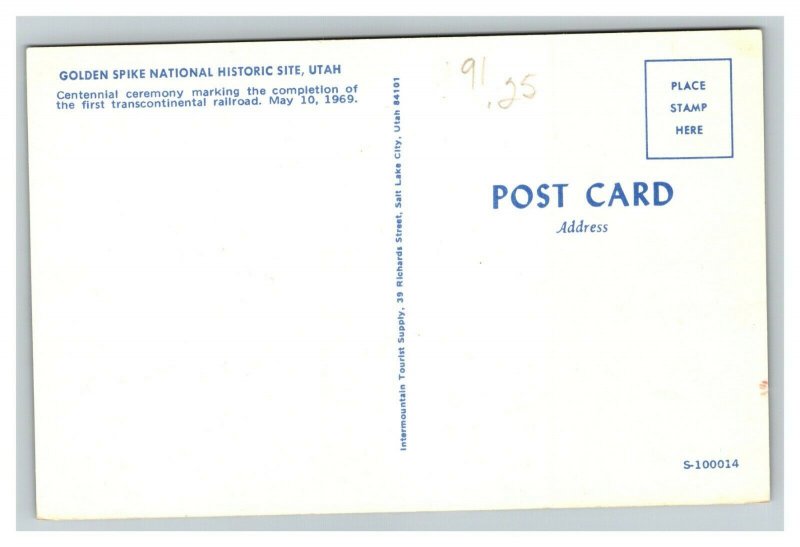 GOLDEN SPIKE NATIONAL HISTORIC SITE, UTAH
Centennial ceremony marking the completion of
the first transcontinental railroad. May 10, 1969.
Intermountain Tourist Supply, 39 Richards Street, Salt Lake City, Utah 84101
91
.25
PLACE
STAMP
HERE
POST CARD
Address
S-100014